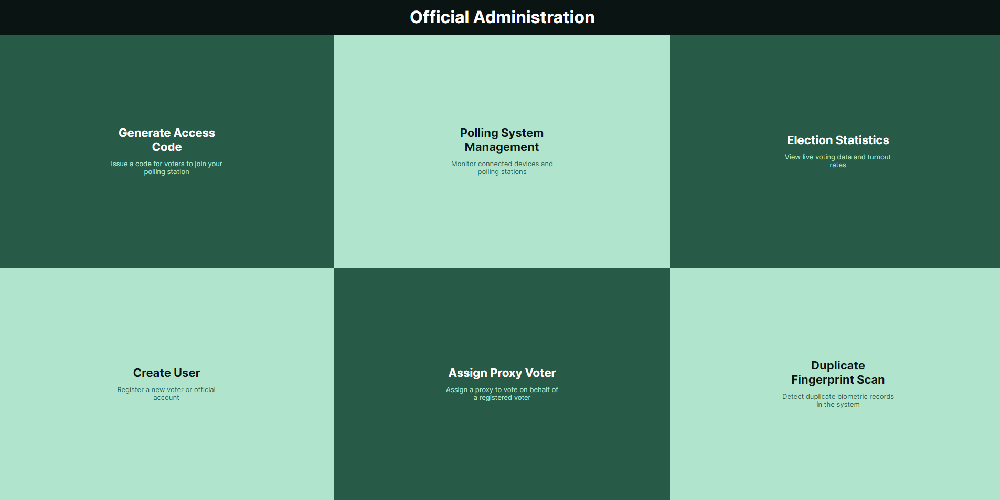 Official Administration
Generate Access
Code
Issue a code for voters to join your
polling station
Polling System
Management
Monitor connected devices and
polling stations
Election Statistics
View live voting data and turnout
rates
Create User
Register a new voter or official
account
Assign Proxy Voter
Assign a proxy to vote on behalf of
a registered voter
Duplicate
Fingerprint Scan
Detect duplicate biometric records
in the system